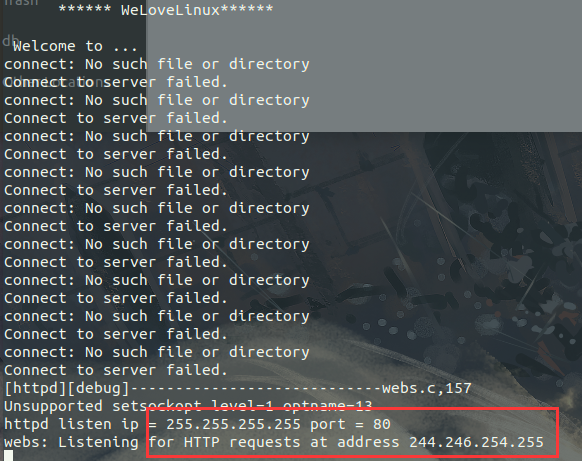 Trash
****** WeLoveLinux******
db
Welcome to ...
connect: No such file or directory
Connect to server failed.
connect: No such file or directory
Connect to server failed.
connect: No such file or directory
Connect to server failed.
connect: No such file or directory
Connect to server failed.
connect: No such file or directory
Connect to server failed.
connect: No such file or directory
Connect to server failed.
connect: No such file or directory
Connect to server failed.
connect: No such file or directory
Connect to server failed.
connect: No such file or directory
Connect to server failed.
[httpd][debug]----------------------------webs.c,157
Unsupported setsockopt level=1 optname=13
httpd listen ip = 255.255.255.255 port = 80
webs: Listening for HTTP requests at address 244.246.254.255